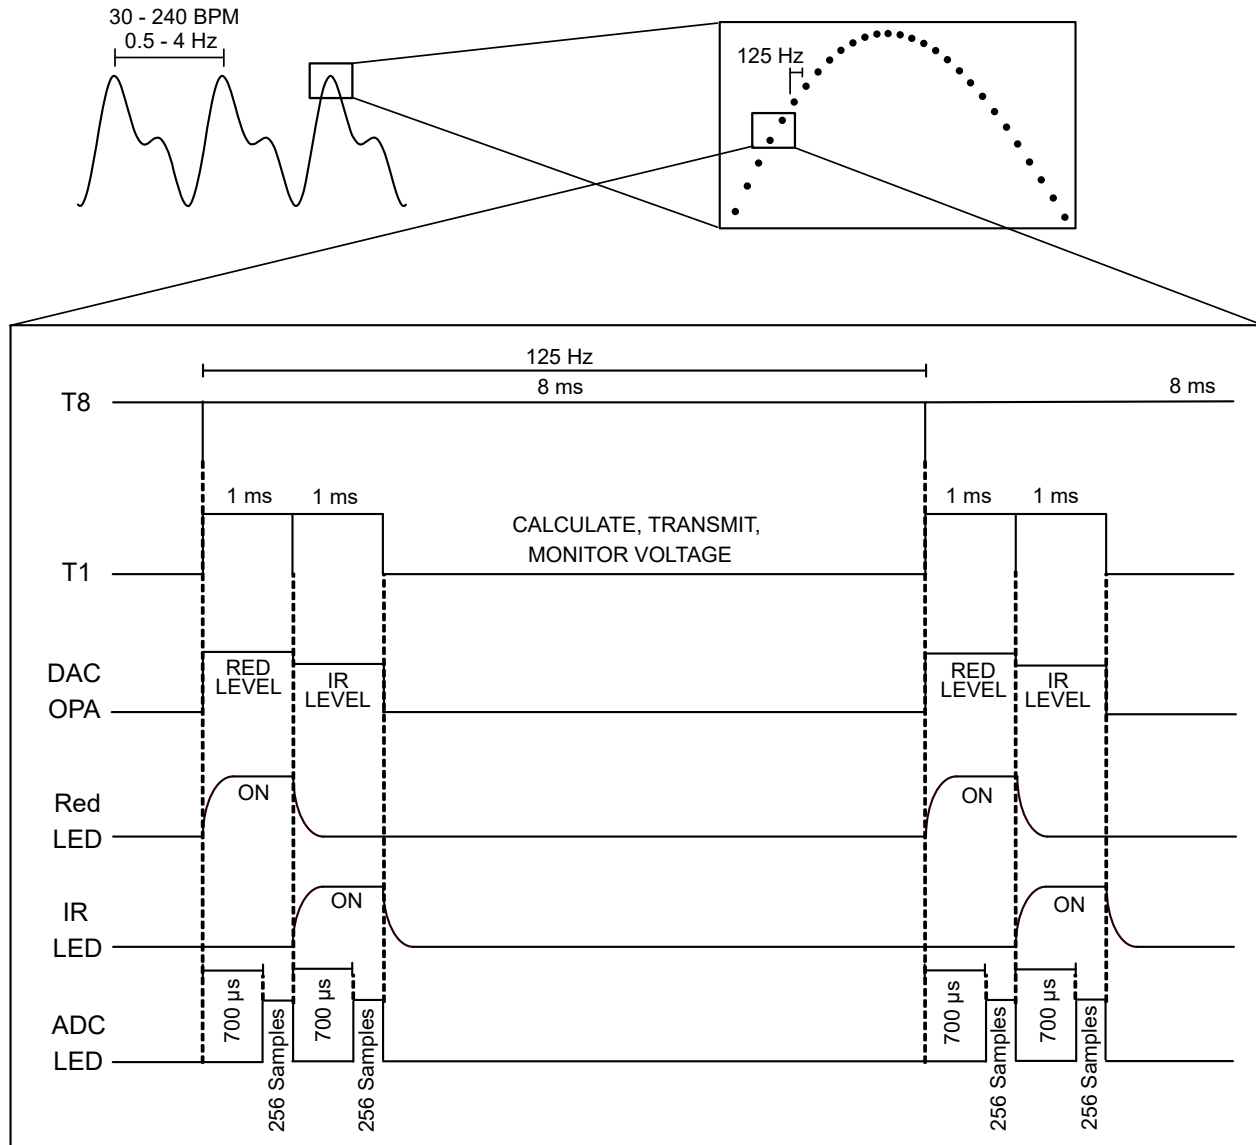 30 - 240 BPM
0.5 - 4 Hz
125 Hz
125 Hz
T8
8 ms
8 ms
1 ms
1 ms
1 ms
1 ms
CALCULATE, TRANSMIT,
MONITOR VOLTAGE
T1
DAC
OPA
RED
LEVEL
IR
LEVEL
RED
LEVEL
IR
LEVEL
Red
LED
ON
ON
IR
LED
ON
ON
ADC
LED
700 µs
256 Samples
700 µs
256 Samples
700 µs
256 Samples
700 µs
256 Samples